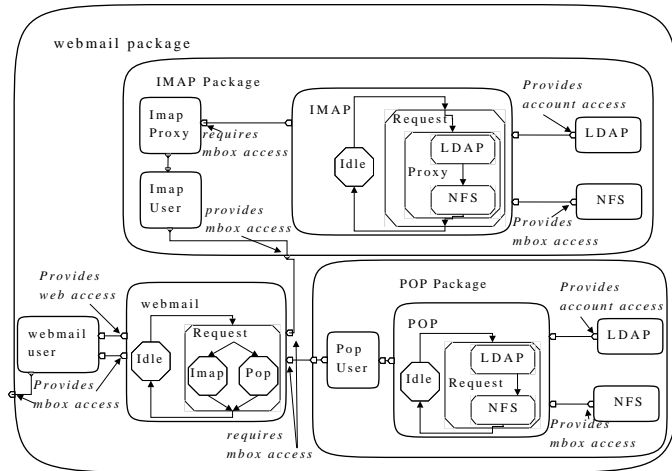 webmail package
IMAP Package
Imap
Proxy
requires
mbox access
Imap
User
provides
mbox access
IMAP
Request
Idle
LDAP
Proxy
NFS
Provides
account access
LDAP
NFS
Provides
mbox access
Provides
web access
webmail
user
Provides
mbox access
webmail
Request
Idle
Imap
Pop
requires
mbox access
POP Package
Pop
User
POP
Idle
LDAP
Request
NFS
Provides
account access
LDAP
NFS
Provides
mbox access